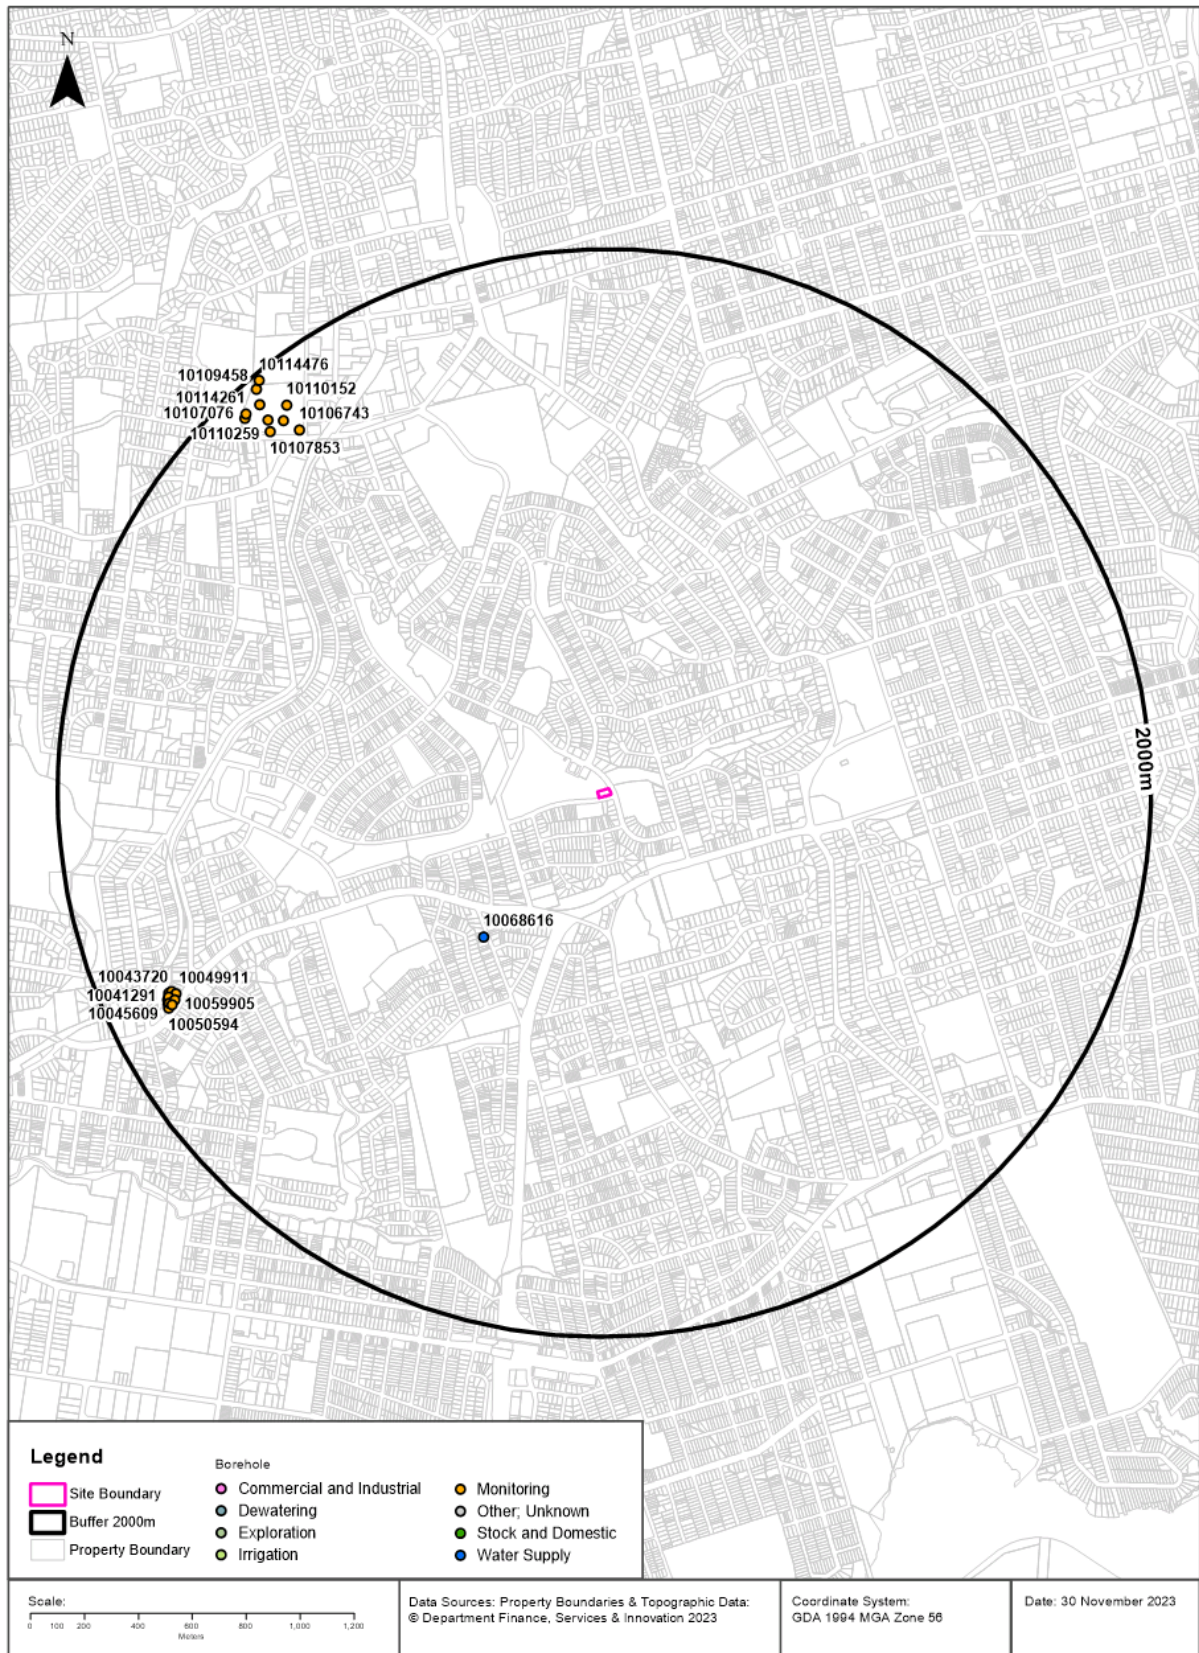 N
10114476
10109458
10110152
10114261
10107076
10106743
10110259
10107853
2000m
10068616
10043720
10049911
10041291
10059905
10045609
10050594
Legend
Site Boundary
Buffer 2000m
Property Boundary
Borehole
Commercial and Industrial
Dewatering
Exploration
Irrigation
Monitoring
Other; Unknown
Stock and Domestic
Water Supply
Scale:
0 100 200 400 600 800 1,000 1,200
Meters
Data Sources: Property Boundaries & Topographic Data:
© Department Finance, Services & Innovation 2023
Coordinate System:
GDA 1994 MGA Zone 56
Date: 30 November 2023